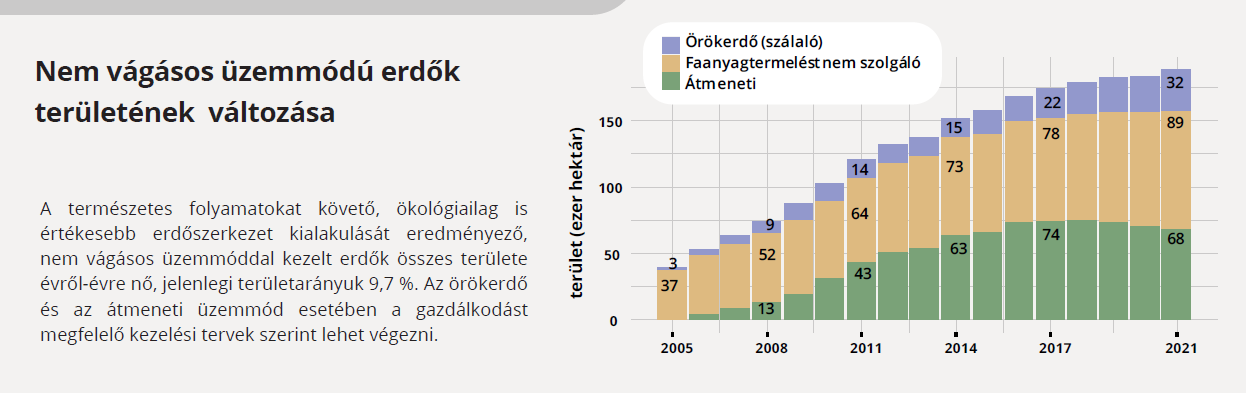 Nem vágásos üzemmódú erdők
területének változása
A természetes folyamatokat követő, ökológiailag is
értékesebb erdőszerkezet kialakulását eredményező,
nem vágásos üzemmóddal kezelt erdők összes területe
évről-évre nő, jelenlegi területarányuk 9,7 %. Az örökerdő
és az átmeneti üzemmód esetében a gazdálkodást
megfelelő kezelési tervek szerint lehet végezni.
Örökerdő (szálaló)
Faanyagtermelést nem szolgáló
Átmeneti
terület (ezer hektár)
150
100
50
0
3
37
9
52
13
14
64
43
15
73
63
22
78
74
32
89
68
2005
2008
2011
2014
2017
2021